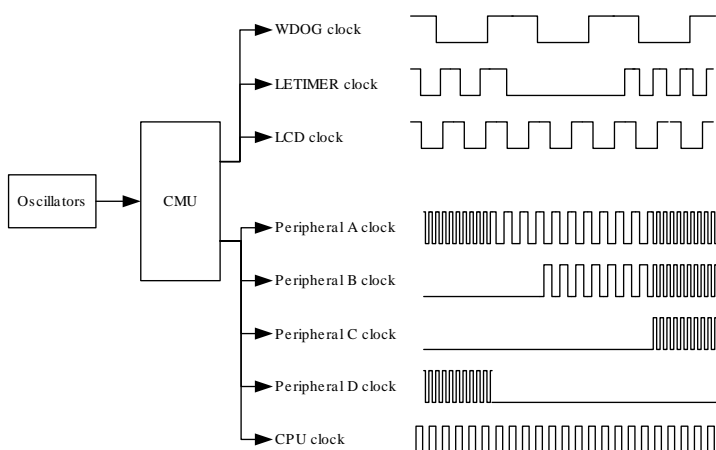 WDOG clock
LETIMER clock
LCD clock
Oscillators
CMU
Peripheral A clock
Peripheral B clock
Peripheral C clock
Peripheral D clock
CPU clock